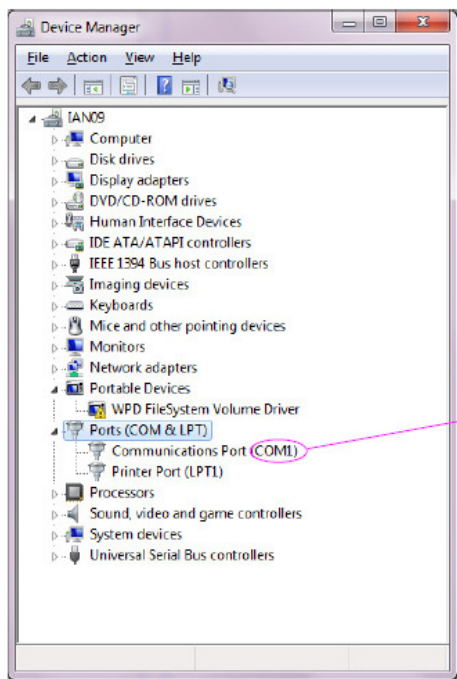 Device Manager
File Action View Help
IAN09
Computer
Disk drives
Display adapters
DVD/CD-ROM drives
Human Interface Devices
IDE ATA/ATAPI controllers
IEEE 1394 Bus host controllers
Imaging devices
Keyboards
Mice and other pointing devices
Monitors
Network adapters
Portable Devices
WPD FileSystem Volume Driver
Ports (COM & LPT)
Communications Port (COM1)
Printer Port (LPT1)
Processors
Sound, video and game controllers
System devices
Universal Serial Bus controllers